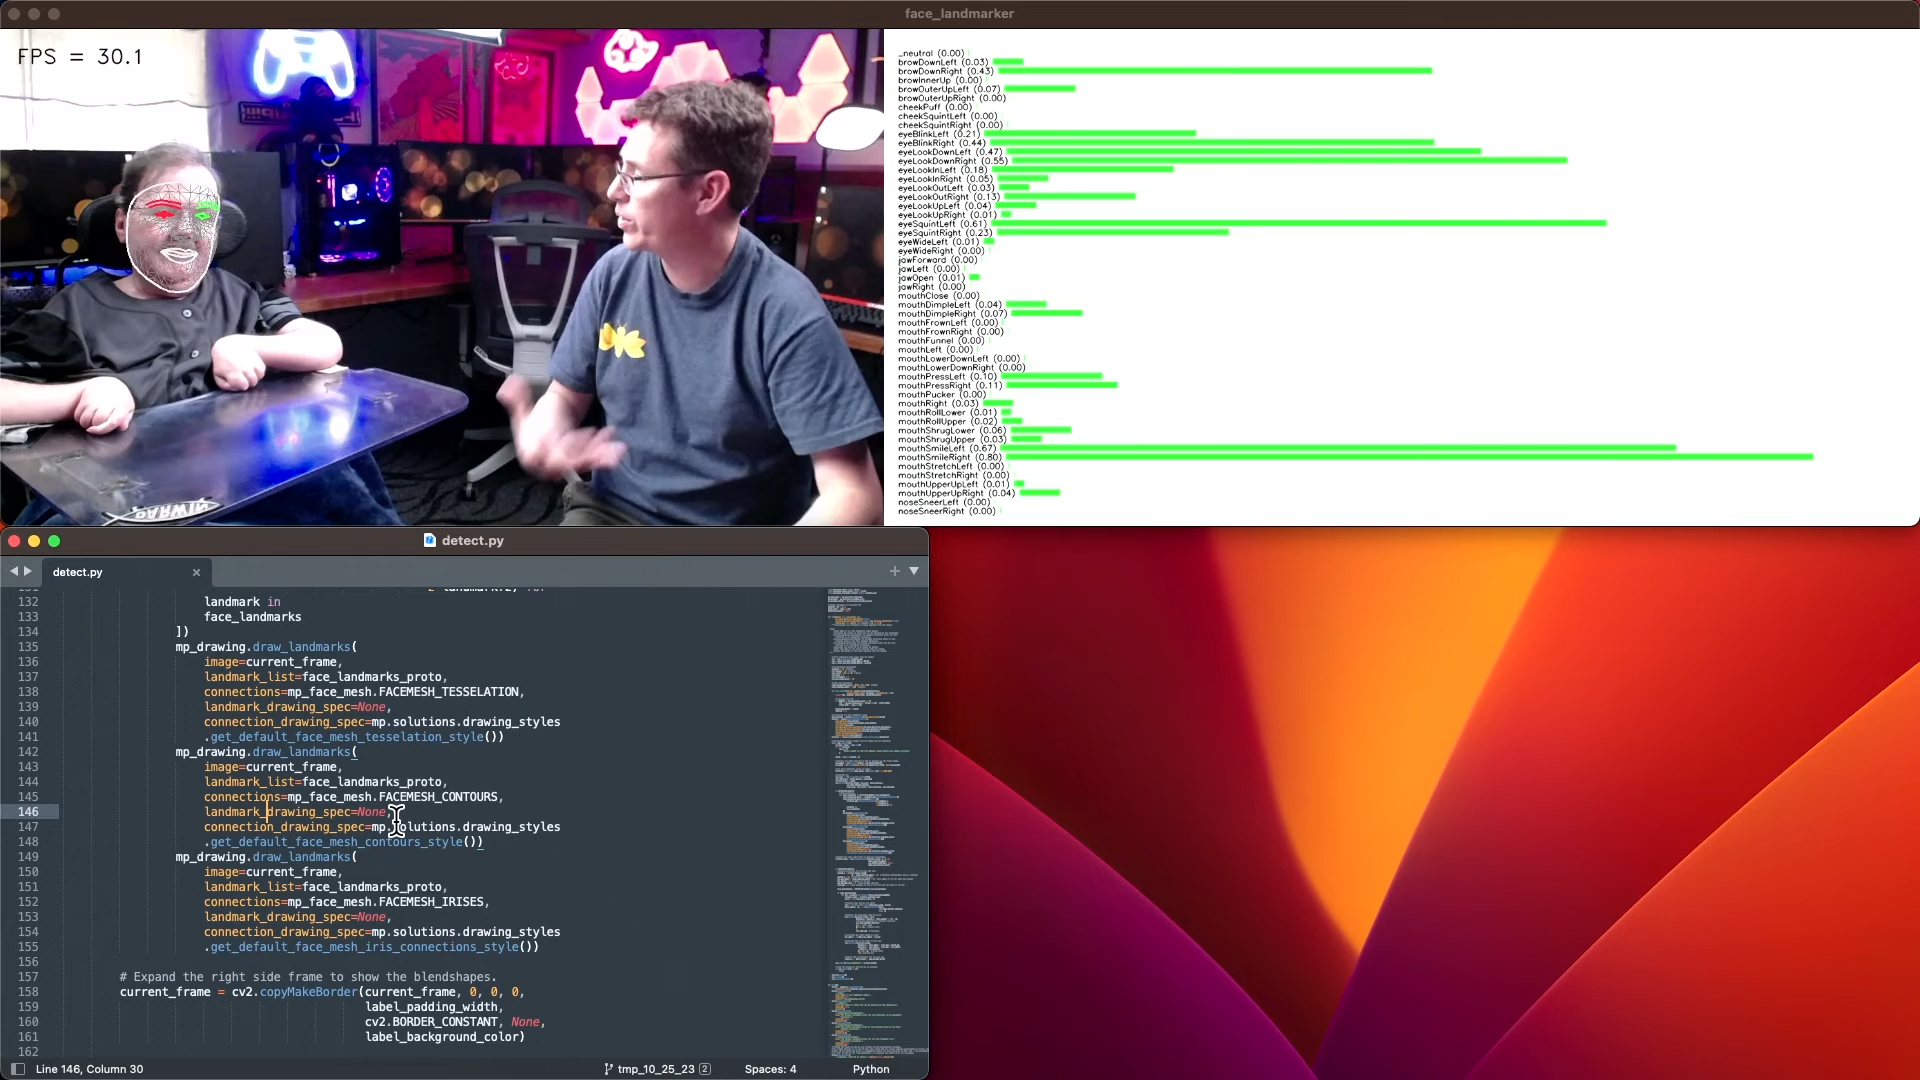 face_landmarker
FPS = 30.1
_neutral (0.00)
browDownLeft (0.03)
browDownRight (0.43)
browInnerUp (0.00)
browOuterUpLeft (0.07)
browOuterUpRight (0.00)
cheekPuff (0.00)
cheekSquintLeft (0.00)
cheekSquintRight (0.00)
eyeBlinkLeft (0.21)
eyeBlinkRight (0.44)
eyeLookDownLeft (0.47)
eyeLookDownRight (0.55)
eyeLookInLeft (0.18)
eyeLookInRight (0.05)
eyeLookOutLeft (0.03)
eyeLookOutRight (0.13)
eyeLookUpLeft (0.04)
eyeLookUpRight (0.01)
eyeSquintLeft (0.61)
eyeSquintRight (0.23)
eyeWideLeft (0.01)
eyeWideRight (0.00)
jawForward (0.00)
jawLeft (0.00)
jawOpen (0.01)
jawRight (0.00)
mouthClose (0.00)
mouthDimpleLeft (0.04)
mouthDimpleRight (0.07)
mouthFrownLeft (0.00)
mouthFrownRight (0.00)
mouthFunnel (0.00)
mouthLeft (0.00)
mouthLowerDownLeft (0.00)
mouthLowerDownRight (0.00)
mouthPressLeft (0.10)
mouthPressRight (0.11)
mouthPucker (0.00)
mouthRight (0.03)
mouthRollLower (0.01)
mouthRollUpper (0.02)
mouthShrugLower (0.06)
mouthShrugUpper (0.03)
mouthSmileLeft (0.67)
mouthSmileRight (0.80)
mouthStretchLeft (0.00)
mouthStretchRight (0.00)
mouthUpperUpLeft (0.01)
mouthUpperUpRight (0.04)
noseSneerLeft (0.00)
noseSneerRight (0.00)
detect.py
detect.py
132 landmark in
133 face_landmarks
134 ])
135 mp_drawing.draw_landmarks(
136 image=current_frame,
137 landmark_list=face_landmarks_proto,
138 connections=mp_face_mesh.FACEMESH_TESSELATION,
139 landmark_drawing_spec=None,
140 connection_drawing_spec=mp.solutions.drawing_styles
141 .get_default_face_mesh_tesselation_style())
142 mp_drawing.draw_landmarks(
143 image=current_frame,
144 landmark_list=face_landmarks_proto,
145 connections=mp_face_mesh.FACEMESH_CONTOURS,
146 landmark_drawing_spec=None,
147 connection_drawing_spec=mp.solutions.drawing_styles
148 .get_default_face_mesh_contours_style())
149 mp_drawing.draw_landmarks(
150 image=current_frame,
151 landmark_list=face_landmarks_proto,
152 connections=mp_face_mesh.FACEMESH_IRISES,
153 landmark_drawing_spec=None,
154 connection_drawing_spec=mp.solutions.drawing_styles
155 .get_default_face_mesh_iris_connections_style())
156
157 # Expand the right side frame to show the blendshapes.
158 current_frame = cv2.copyMakeBorder(current_frame, 0, 0, 0,
159 label_padding_width,
160 cv2.BORDER_CONSTANT, None,
161 label_background_color)
162
Line 146, Column 30
tmp_10_25_23 2
Spaces: 4
Python